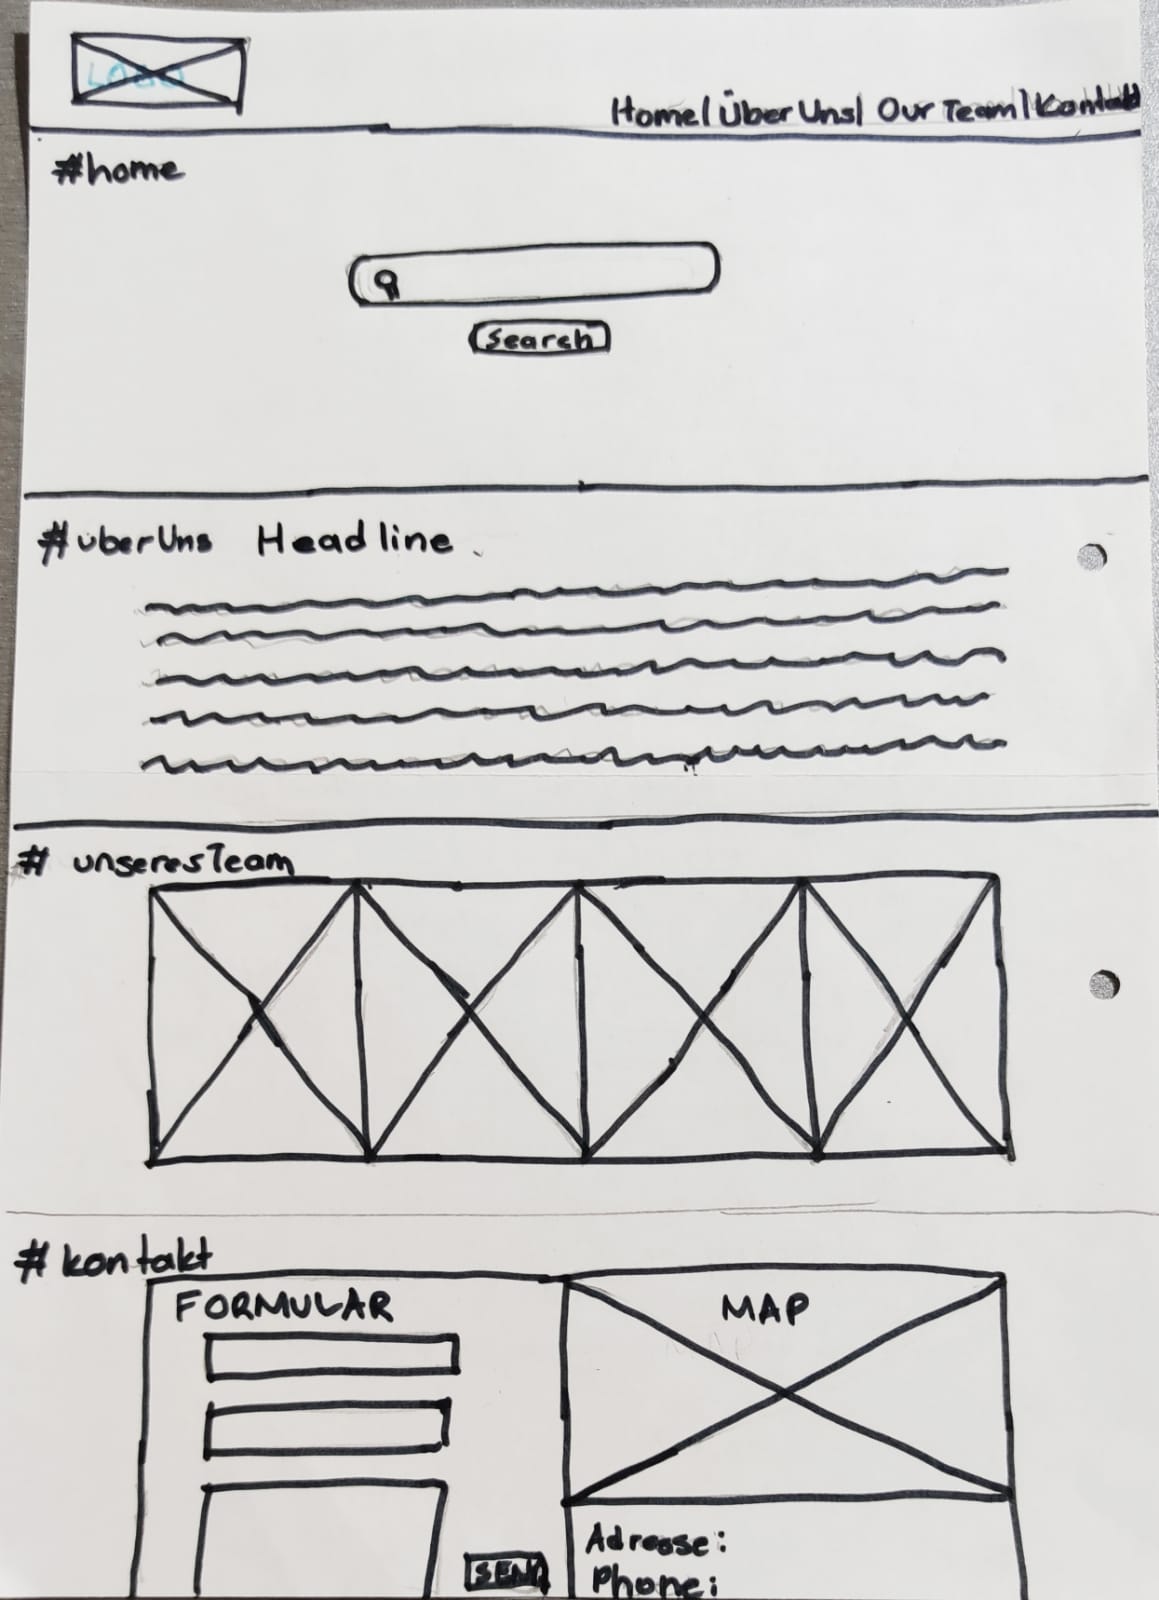 LOGO
Home| Über Uns| Our Team| Kontakt
#home
Search
#uberUns Headline
# unseresTeam
# kontakt
FORMULAR
MAP
SEND
Adresse:
Phone: